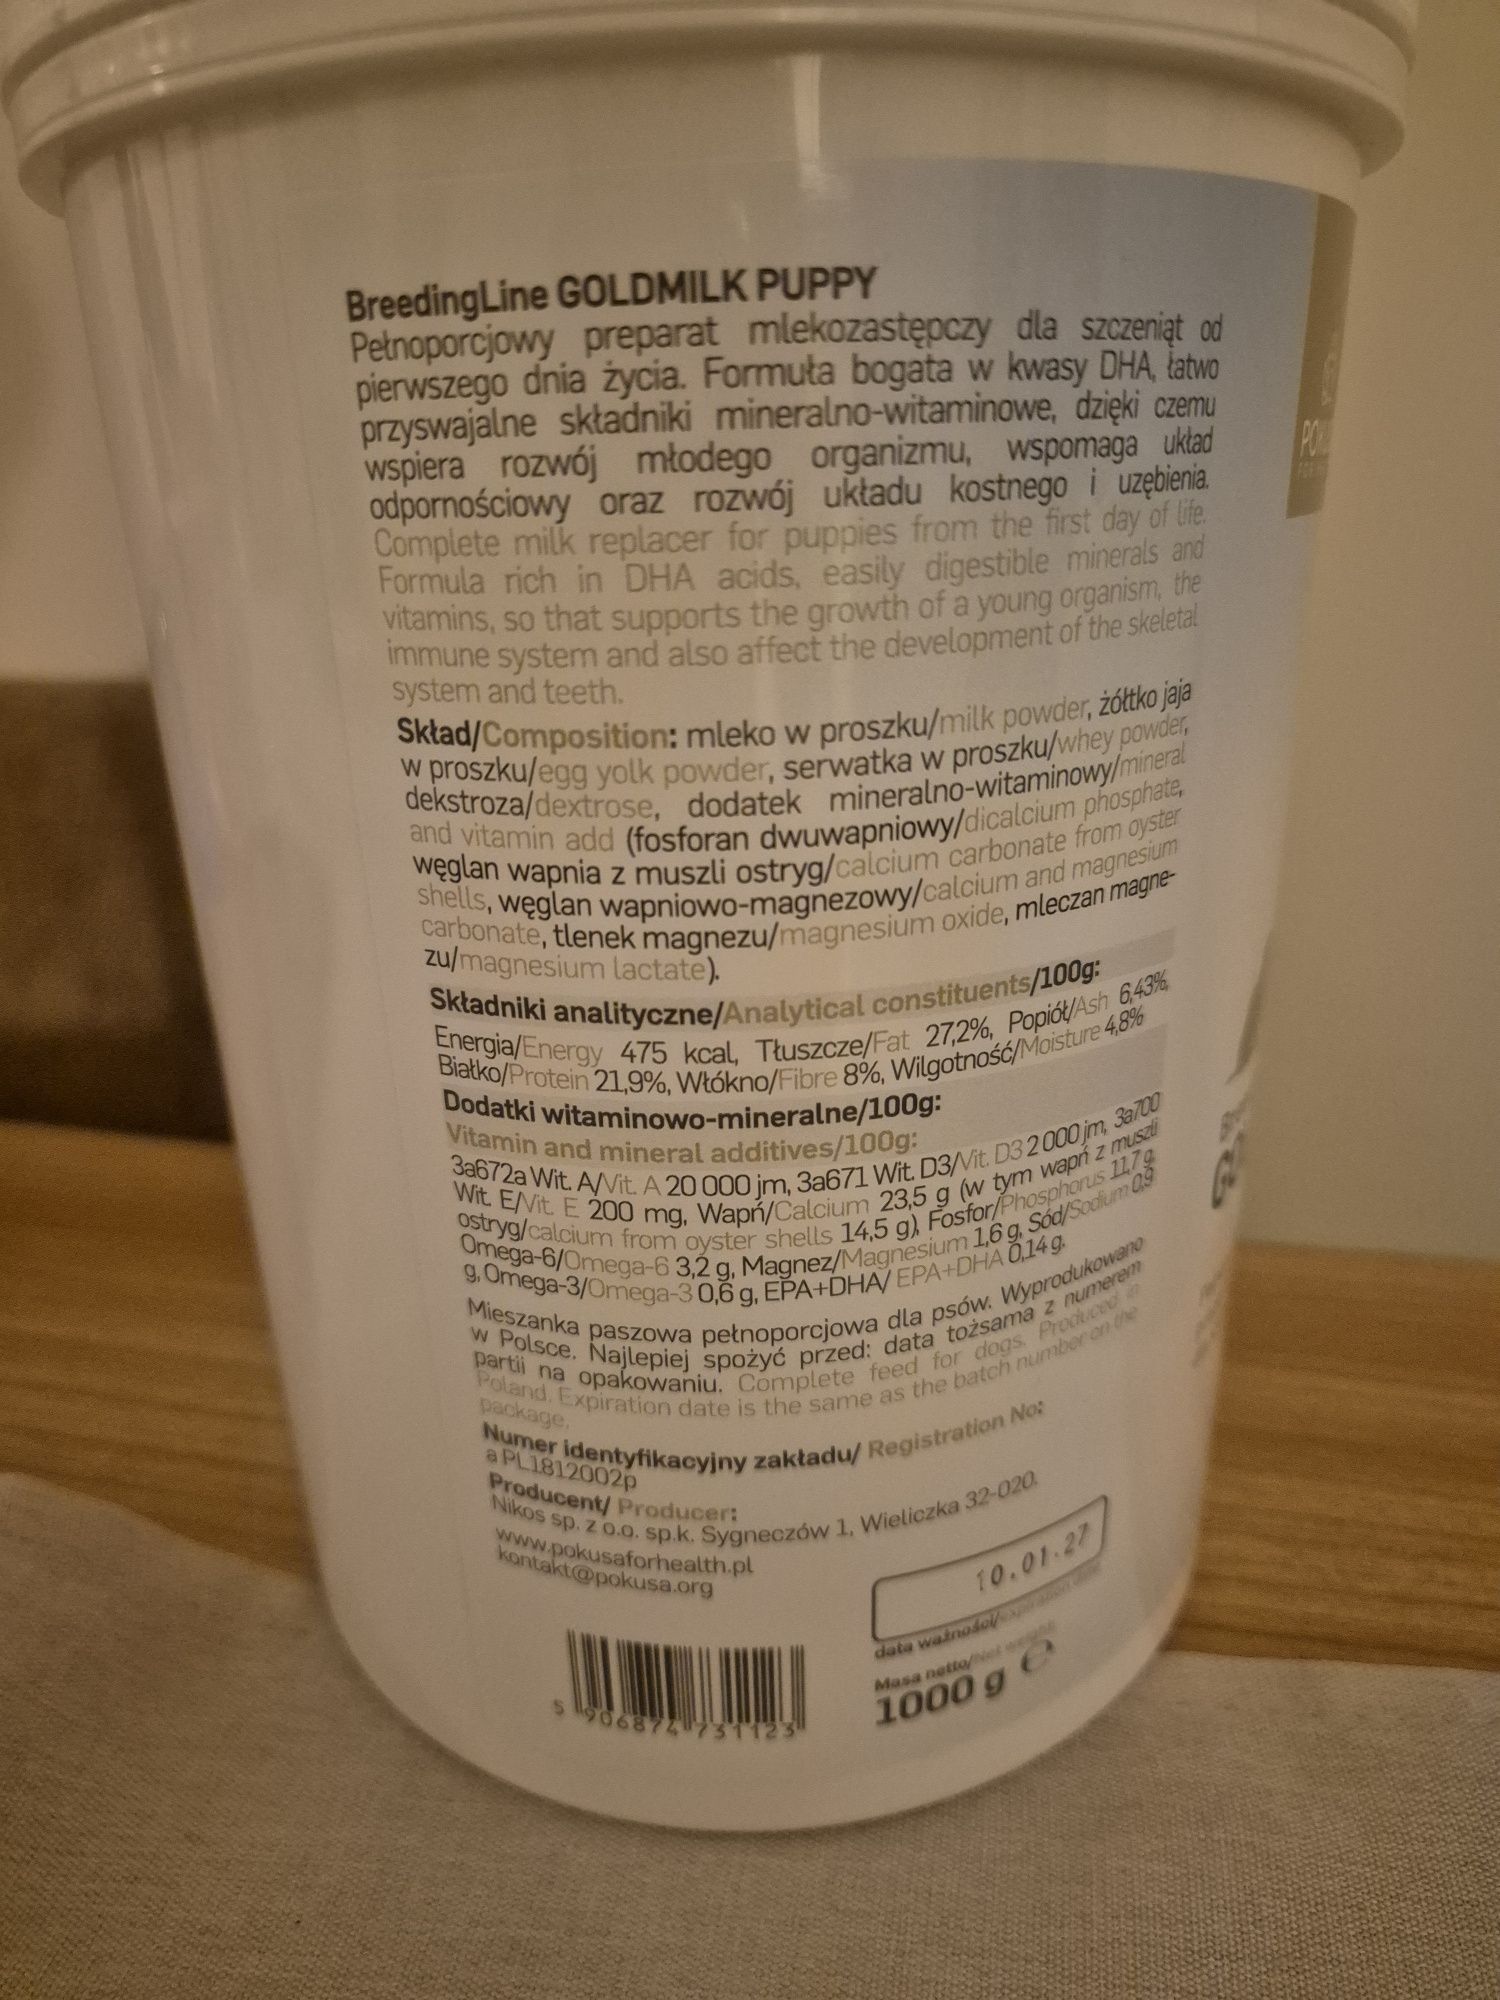 BreedingLine GOLDMILK PUPPY
Pełnoporcjowy preparat mlekozastępczy dla szczeniąt od
pierwszego dnia życia. Formuła bogata w kwasy DHA, łatwo
przyswajalne składniki mineralno-witaminowe, dzięki czemu
wspiera rozwój młodego organizmu, wspomaga układ
odpornościowy oraz rozwój układu kostnego i uzębienia.
Complete milk replacer for puppies from the first day of life.
Formula rich in DHA acids, easily digestible minerals and
vitamins, so that supports the growth of a young organism, the
immune system and also affect the development of the skeletal
system and teeth.
Skład/Composition: mleko w proszku/milk powder, żółtko jaja
w proszku/egg yolk powder, serwatka w proszku/whey powder,
dekstroza/dextrose, dodatek mineralno-witaminowy/mineral
and vitamin add (fosforan dwuwapniowy/dicalcium phosphate,
węglan wapnia z muszli ostryg/calcium carbonate from oyster
shells, węglan wapniowo-magnezowy/calcium and magnesium
carbonate, tlenek magnezu/magnesium oxide, mleczan magne-
zu/magnesium lactate).
Składniki analityczne/Analytical constituents/100g:
Energia/Energy 475 kcal, Tłuszcze/Fat 27,2%, Popiół/Ash 6,43%,
Białko/Protein 21,9%, Włókno/Fibre 8%, Wilgotność/Moisture 4,8%
Dodatki witaminowo-mineralne/100g:
Vitamin and mineral additives/100g:
3a672a Wit. A/Vit. A 20 000 jm, 3a671 Wit. D3/Vit. D3 2 000 jm, 3a700
Wit. E/Vit. E 200 mg, Wapń/Calcium 23,5 g (w tym wapń z muszli
ostryg/calcium from oyster shells 14,5 g), Fosfor/Phosphorus 11,7 g,
Omega-6/Omega-6 3,2 g, Magnez/Magnesium 1,6 g, Sód/Sodium 0,9
g, Omega-3/Omega-3 0,6 g, EPA+DHA/ EPA+DHA 0,14 g.
Mieszanka paszowa pełnoporcjowa dla psów. Wyprodukowano
w Polsce. Najlepiej spożyć przed: data tożsama z numerem
partii na opakowaniu. Complete feed for dogs. Produced in
Poland. Expiration date is the same as the batch number on the
package.
Numer identyfikacyjny zakładu/ Registration No:
a PL1812002p
Producent/ Producer:
Nikos sp. z o.o. sp.k. Sygneczów 1, Wieliczka 32-020.
www.pokusaforhealth.pl
kontakt@pokusa.org
10.01.27
data ważności/expiration date
Masa netto/Net weight
1000 g ℮
5 906874 731123